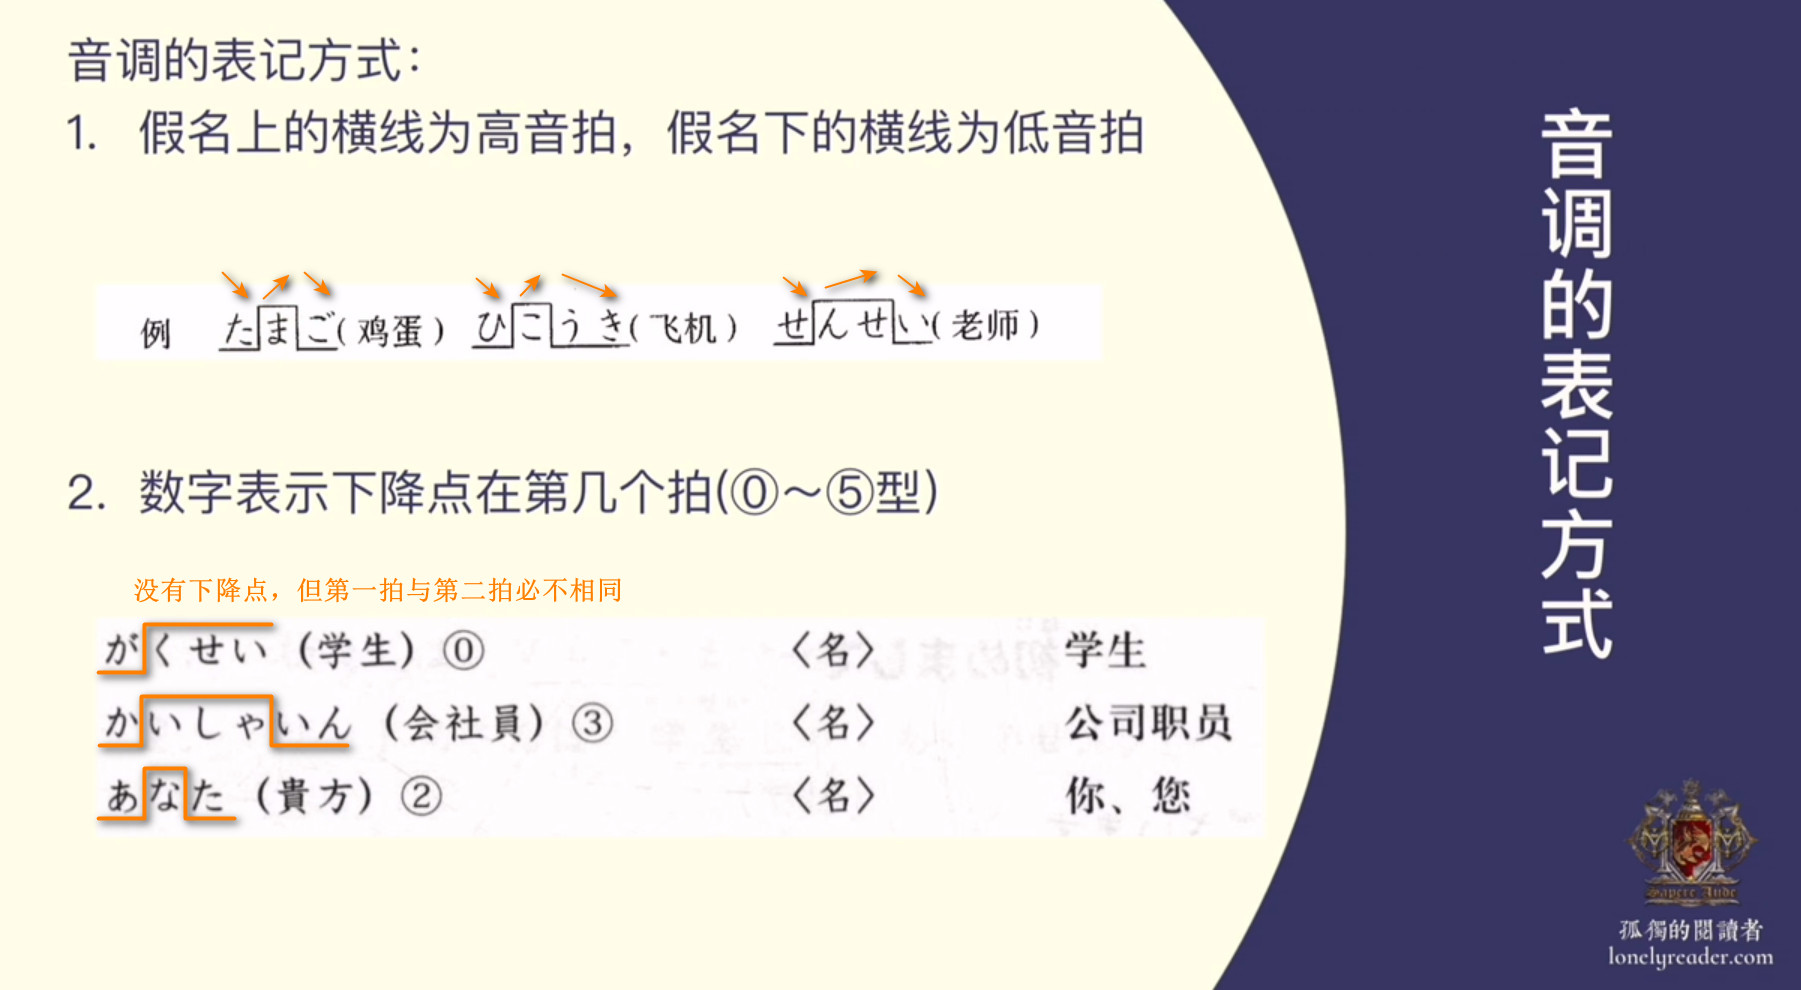 音调的表记方式：
1. 假名上的横线为高音拍，假名下的横线为低音拍
例 たまご(鸡蛋) ひこうき(飞机) せんせい(老师)
2. 数字表示下降点在第几个拍(⓪～⑤型)
没有下降点，但第一拍与第二拍必不相同
がくせい（学生）⓪ 〈名〉 学生
かいしゃいん（会社員）③ 〈名〉 公司职员
あなた（貴方）② 〈名〉 你、您
音调的表记方式
Sapere Aude
孤獨的閱讀者
lonelyreader.com